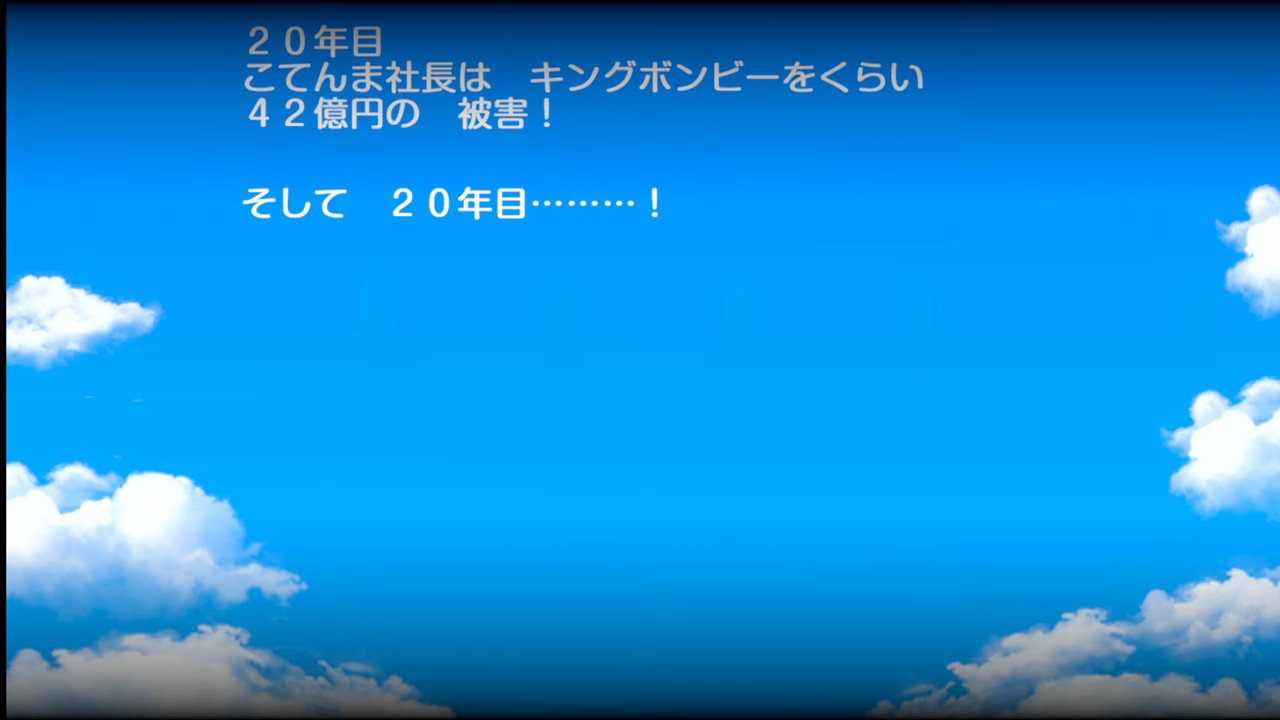 ２０年目
こてんま社長は　キングボンビーをくらい
４２億円の　被害！
そして　２０年目………！